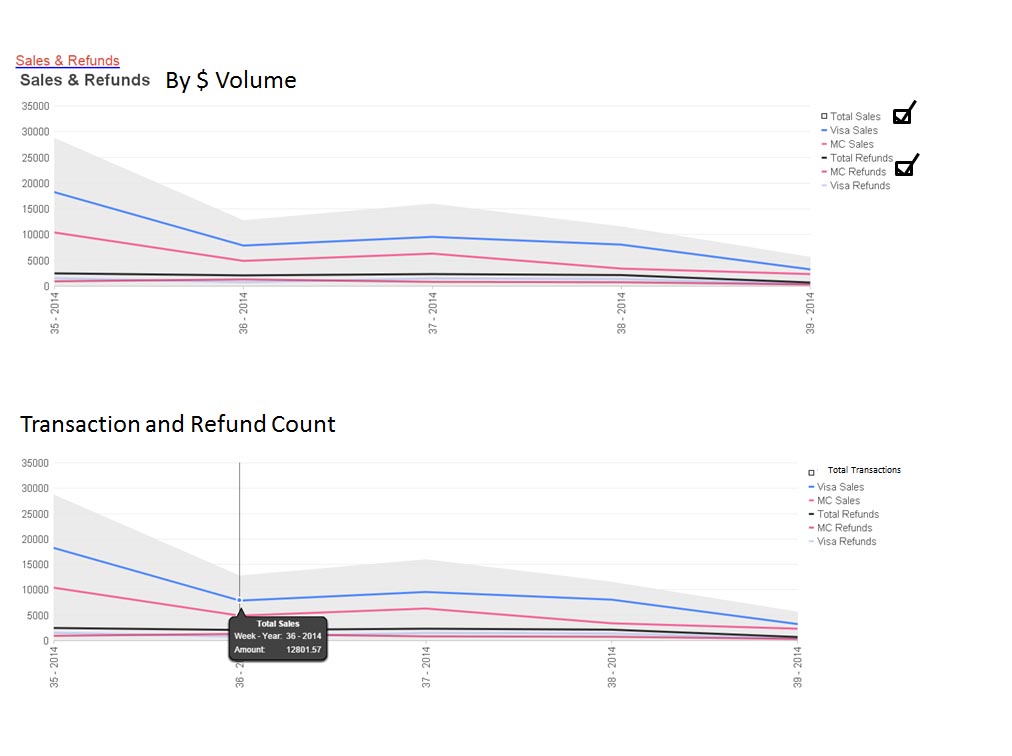 Sales & Refunds
Sales & Refunds By $ Volume
35000
30000
25000
20000
15000
10000
5000
0
35 - 2014
36 - 2014
37 - 2014
38 - 2014
39 - 2014
Total Sales
Visa Sales
MC Sales
Total Refunds
MC Refunds
Visa Refunds
Transaction and Refund Count
35000
30000
25000
20000
15000
10000
5000
0
Total Sales
Week - Year: 36 - 2014
Amount: 12801.57
35 - 2014
36 - 2
37 - 2014
38 - 2014
39 - 2014
Total Transactions
Visa Sales
MC Sales
Total Refunds
MC Refunds
Visa Refunds